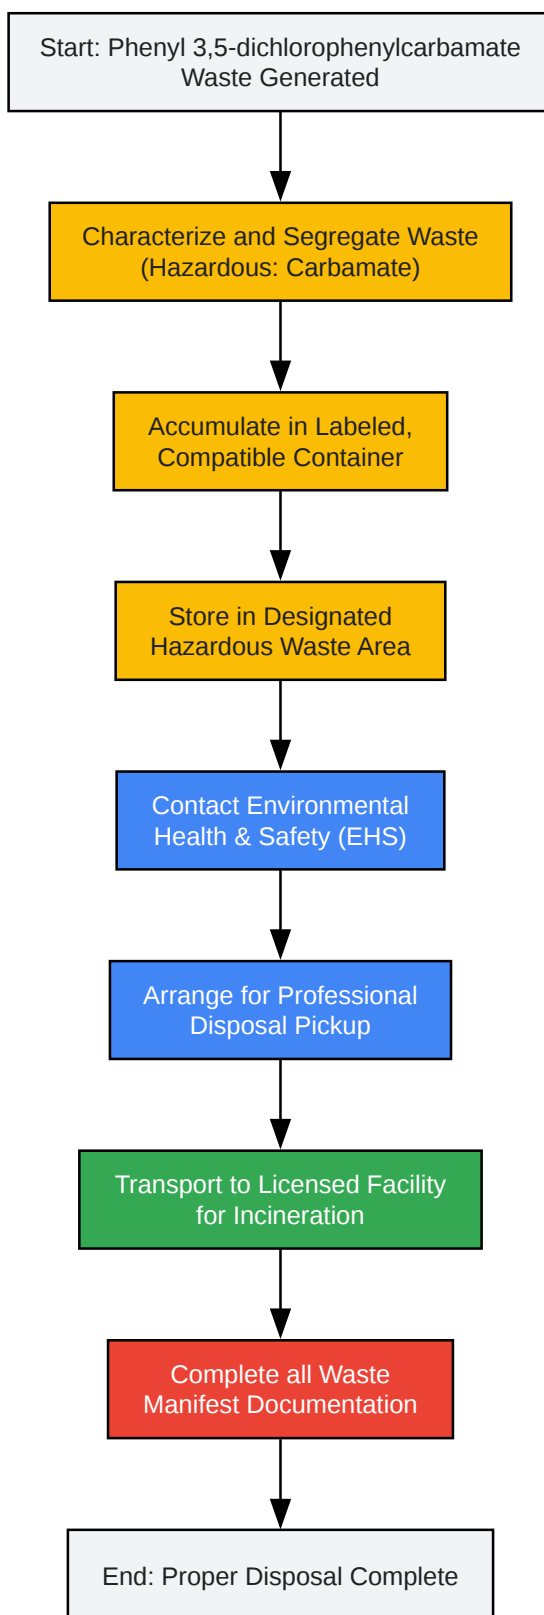 Start: Phenyl 3,5-dichlorophenylcarbamate
Waste Generated
Characterize and Segregate Waste
(Hazardous: Carbamate)
Accumulate in Labeled,
Compatible Container
Store in Designated
Hazardous Waste Area
Contact Environmental
Health & Safety (EHS)
Arrange for Professional
Disposal Pickup
Transport to Licensed Facility
for Incineration
Complete all Waste
Manifest Documentation
End: Proper Disposal Complete